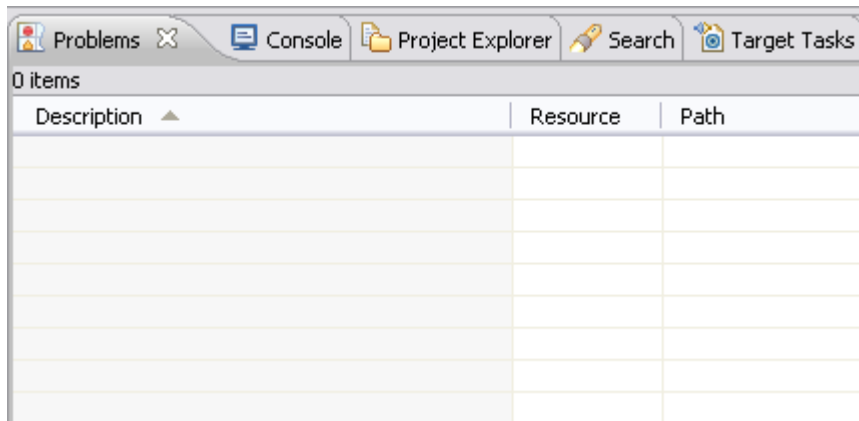 Problems Console Project Explorer Search Target Tasks
0 items
Description Resource Path